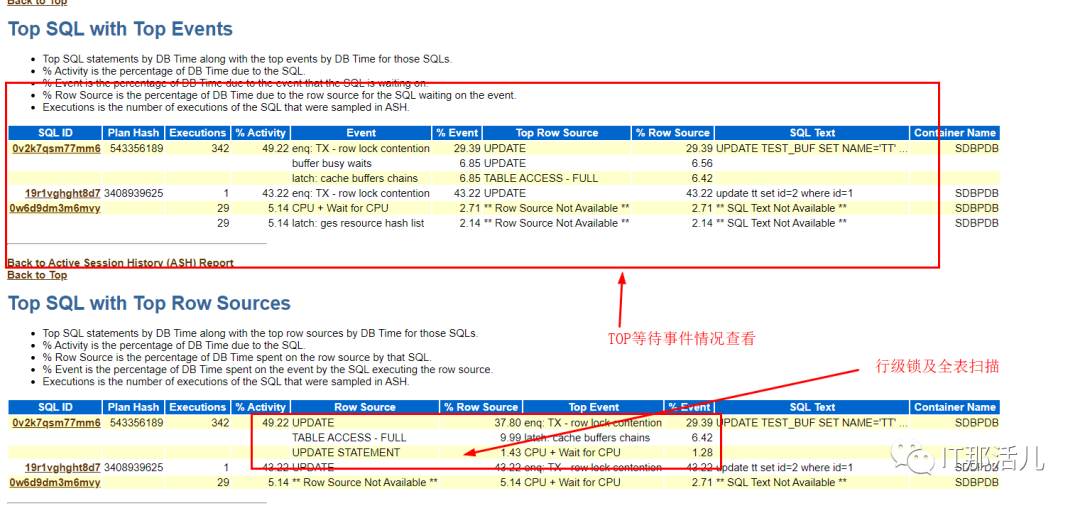 Back to Top
Top SQL with Top Events
Top SQL statements by DB Time along with the top events by DB Time for those SQLs.
% Activity is the percentage of DB Time due to the SQL.
% Event is the percentage of DB Time due to the event that the SQL is waiting on.
% Row Source is the percentage of DB Time due to the row source for the SQL waiting on the event.
Executions is the number of executions of the SQL that were sampled in ASH.
SQL ID Plan Hash Executions % Activity Event % Event Top Row Source % Row Source SQL Text Container Name
0v2k7qsm77mm6 543356189 342 49.22 enq: TX - row lock contention 29.39 UPDATE 29.39 UPDATE TEST_BUF SET NAME='TT' ... SDBPDB
buffer busy waits 6.85 UPDATE 6.56
latch: cache buffers chains 6.85 TABLE ACCESS - FULL 6.42
19r1vghght8d7 3408939625 1 43.22 enq: TX - row lock contention 43.22 UPDATE 43.22 update tt set id=2 where id=1 SDBPDB
0w6d9dm3m6mvy 29 5.14 CPU + Wait for CPU 2.71 ** Row Source Not Available ** 2.71 ** SQL Text Not Available ** SDBPDB
29 5.14 latch: ges resource hash list 2.14 ** Row Source Not Available ** 2.14 ** SQL Text Not Available ** SDBPDB
Back to Active Session History (ASH) Report
Back to Top
Top SQL with Top Row Sources
TOP等待事件情况查看
Top SQL statements by DB Time along with the top row sources by DB Time for those SQLs.
% Activity is the percentage of DB Time due to the SQL.
% Row Source is the percentage of DB Time spent on the row source by that SQL.
% Event is the percentage of DB Time spent on the event by the SQL executing the row source.
Executions is the number of executions of the SQL that were sampled in ASH.
行级锁及全表扫描
SQL ID Plan Hash Executions % Activity Row Source % Row Source Top Event % Event SQL Text Container Name
0v2k7qsm77mm6 543356189 342 49.22 UPDATE 37.80 enq: TX - row lock contention 29.39 UPDATE TEST_BUF SET NAME='TT' ... SDBPDB
TABLE ACCESS - FULL 9.99 latch: cache buffers chains 6.42
UPDATE STATEMENT 1.43 CPU + Wait for CPU 1.28
19r1vghght8d7 3408939625 1 43.22 UPDATE 43.22 enq: TX - row lock contention 43.22 update tt set id=2 where id=1 SDBPDB
0w6d9dm3m6mvy 29 5.14 ** Row Source Not Available ** 5.14 CPU + Wait for CPU 2.71 ** SQL Text Not Available ** SDBPDB
IT那活儿